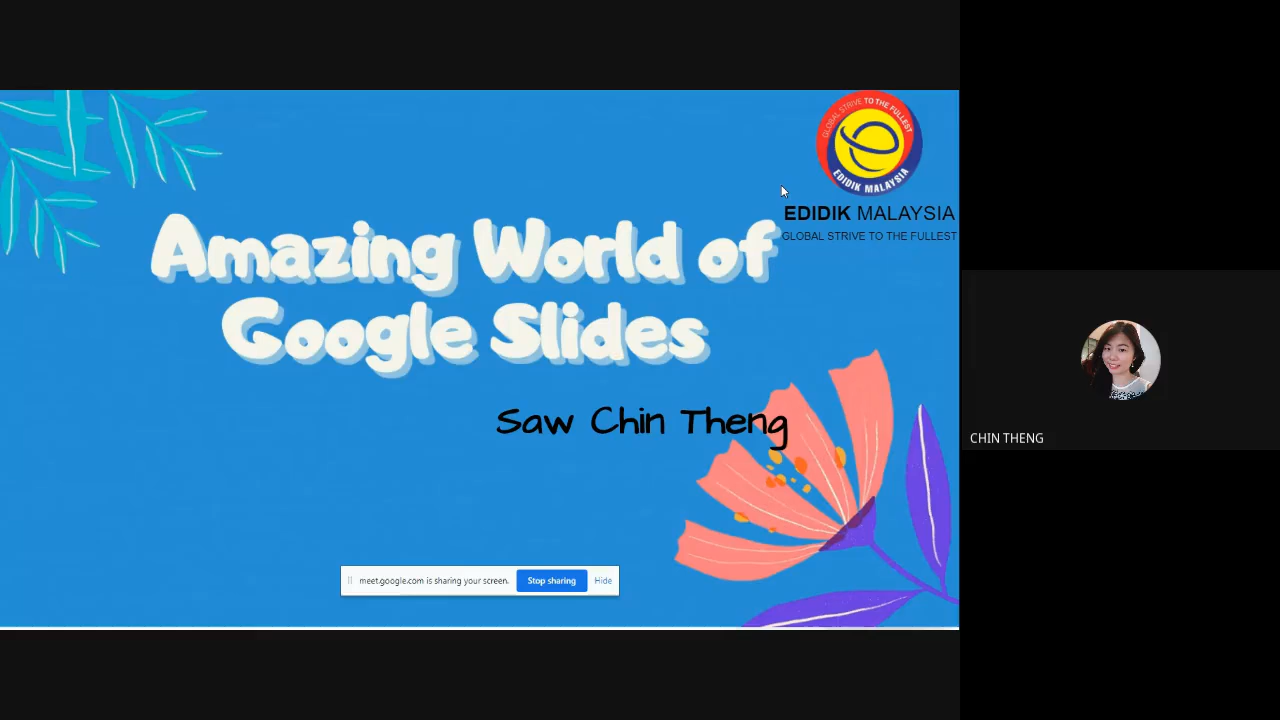 GLOBAL STRIVE TO THE FULLEST
EDIDIK MALAYSIA
EDIDIK MALAYSIA
GLOBAL STRIVE TO THE FULLEST
Amazing World of
Google Slides
Saw Chin Theng
CHIN THENG
meet.google.com is sharing your screen.
Stop sharing
Hide